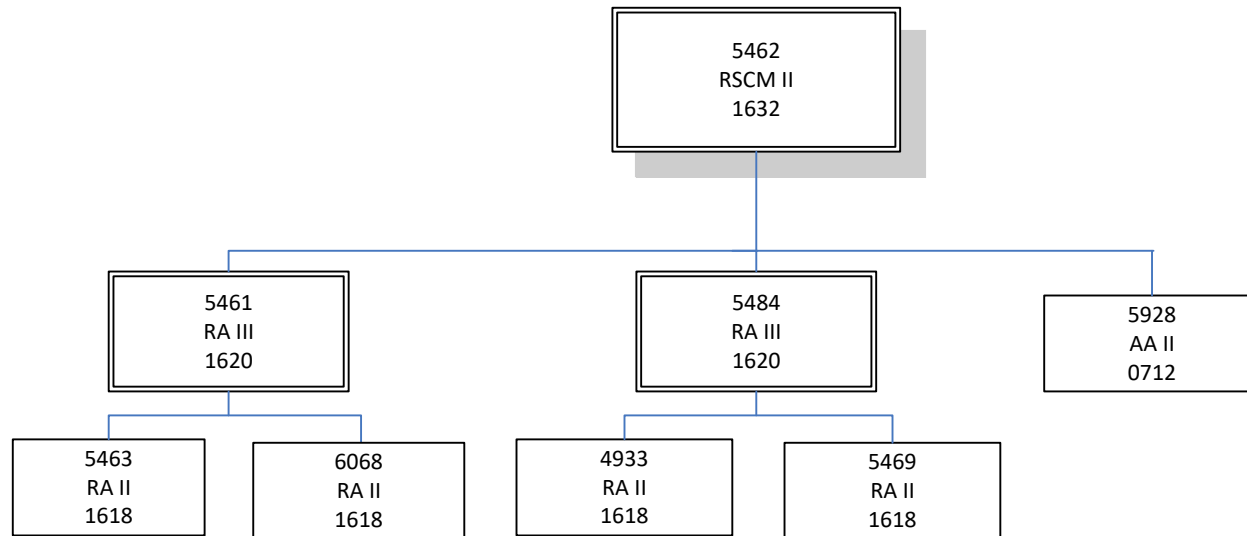 5462
RSCM II
1632
5461
RA III
1620
5484
RA III
1620
5928
AA II
0712
5463
RA II
1618
6068
RA II
1618
4933
RA II
1618
5469
RA II
1618